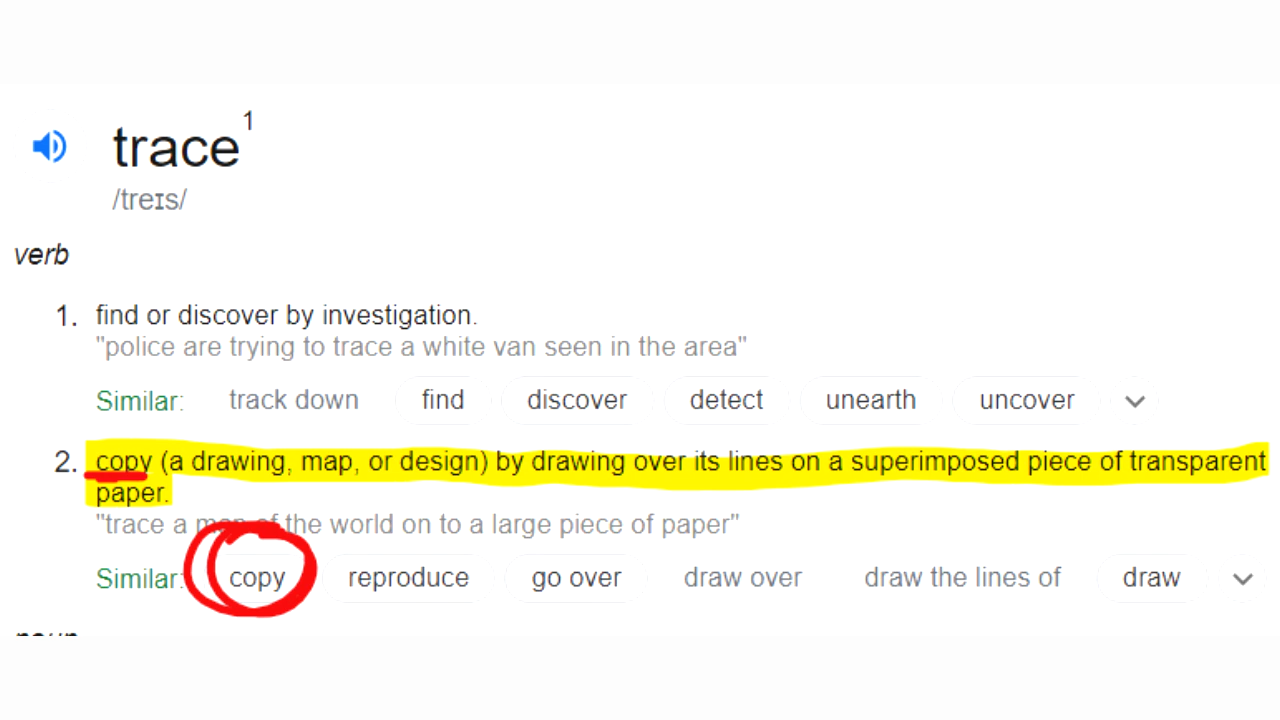 trace¹
/treɪs/
verb
1. find or discover by investigation.
"police are trying to trace a white van seen in the area"
Similar: track down find discover detect unearth uncover
2. copy (a drawing, map, or design) by drawing over its lines on a superimposed piece of transparent
paper.
"trace a map of the world on to a large piece of paper"
Similar: copy reproduce go over draw over draw the lines of draw